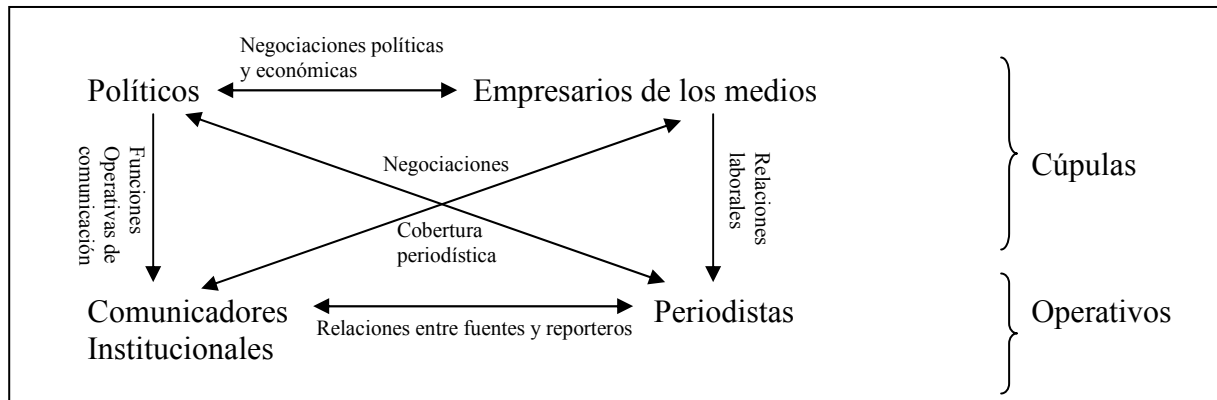 Negociaciones políticas
y económicas
Políticos
Empresarios de los medios
Funciones
Operativas de
comunicación
Negociaciones
Relaciones
laborales
Cúpulas
Cobertura
periodística
Comunicadores
Institucionales
Relaciones entre fuentes y reporteros
Periodistas
Operativos